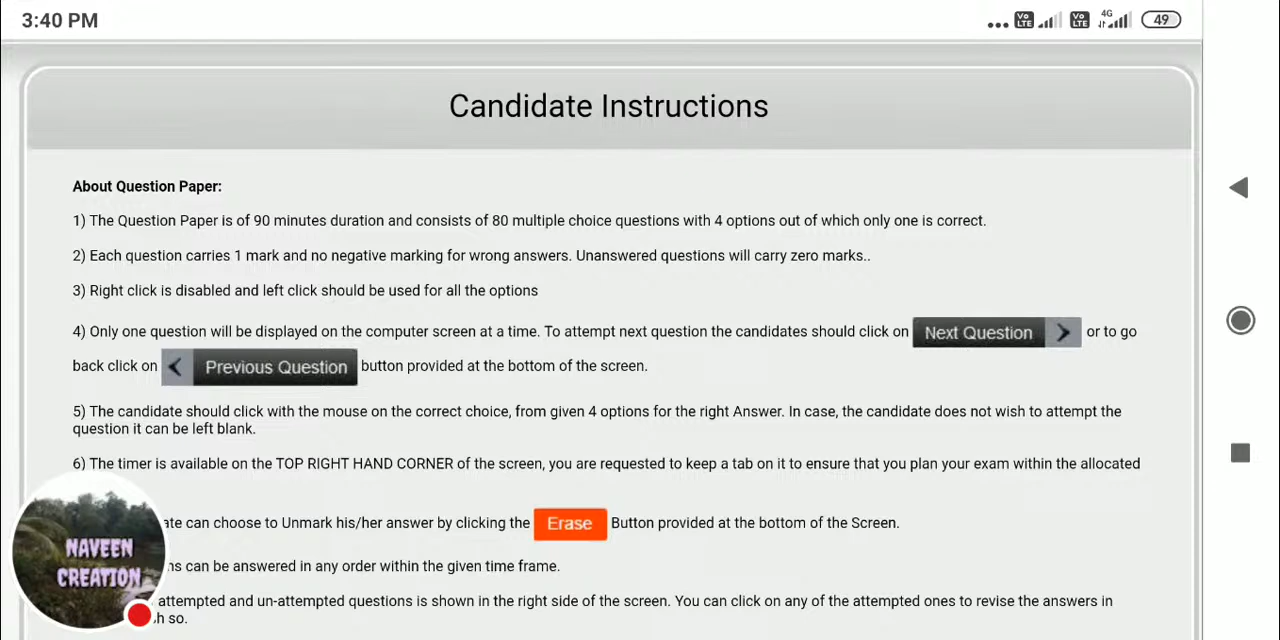 3:40 PM
Vo LTE Vo LTE 4G 49
Candidate Instructions
About Question Paper:
1) The Question Paper is of 90 minutes duration and consists of 80 multiple choice questions with 4 options out of which only one is correct.
2) Each question carries 1 mark and no negative marking for wrong answers. Unanswered questions will carry zero marks..
3) Right click is disabled and left click should be used for all the options
4) Only one question will be displayed on the computer screen at a time. To attempt next question the candidates should click on Next Question > or to go
back click on < Previous Question button provided at the bottom of the screen.
5) The candidate should click with the mouse on the correct choice, from given 4 options for the right Answer. In case, the candidate does not wish to attempt the
question it can be left blank.
6) The timer is available on the TOP RIGHT HAND CORNER of the screen, you are requested to keep a tab on it to ensure that you plan your exam within the allocated
can choose to Unmark his/her answer by clicking the Erase Button provided at the bottom of the Screen.
can be answered in any order within the given time frame.
attempted and un-attempted questions is shown in the right side of the screen. You can click on any of the attempted ones to revise the answers in
so.
NAVEEN
CREATION